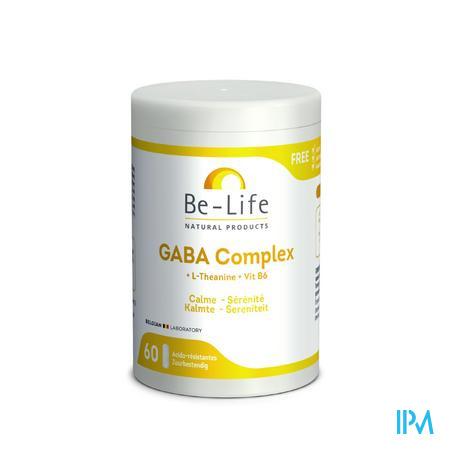 FREE
Be-Life
NATURAL PRODUCTS
GABA Complex
+ L-Theanine + Vit B6
Calme - Sérénité
Kalmte - Sereniteit
BELGIAN LABORATORY
60 Acido-résistantes
Zuurbestendig
IPM